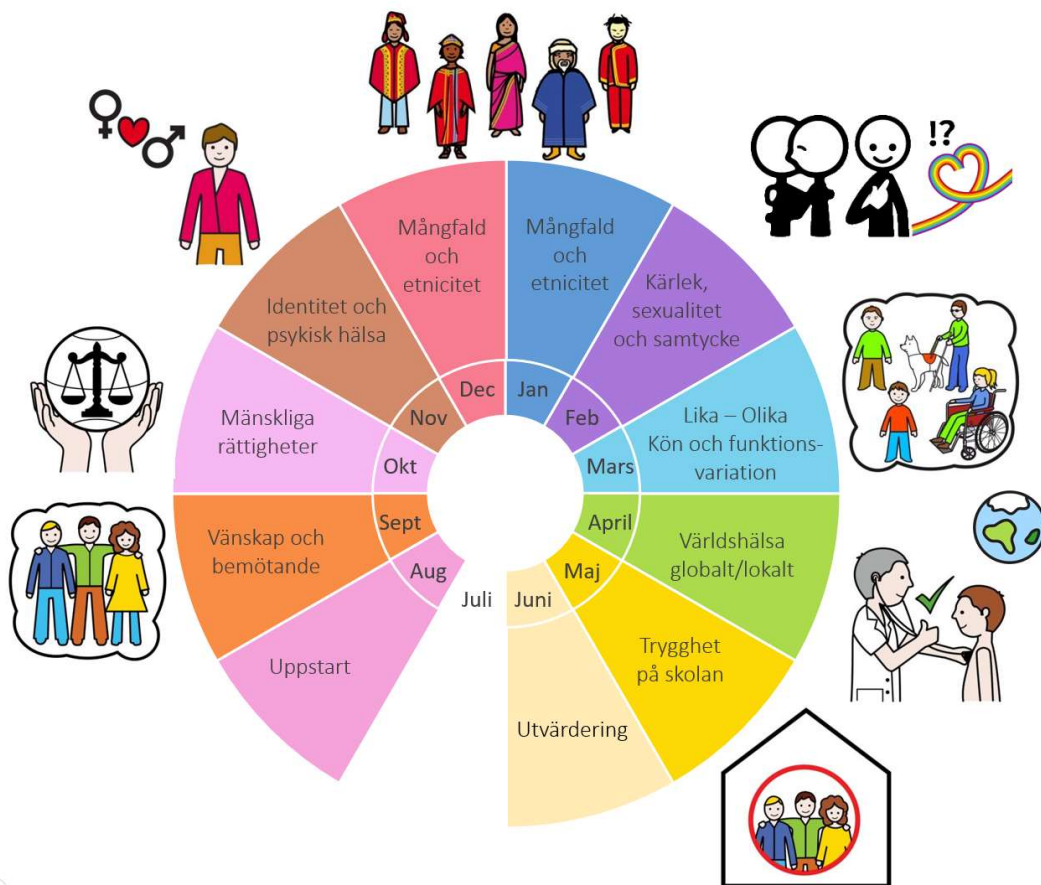 !?
Mångfald
och
etnicitet
Dec
Mångfald
och
etnicitet
Jan
Kärlek,
sexualitet
och samtycke
Feb
Lika – Olika
Kön och funktions-
variation
Mars
Världshälsa
globalt/lokalt
April
Trygghet
på skolan
Maj
Utvärdering
Juni
Juli
Uppstart
Aug
Vänskap och
bemötande
Sept
Mänskliga
rättigheter
Okt
Identitet och
psykisk hälsa
Nov